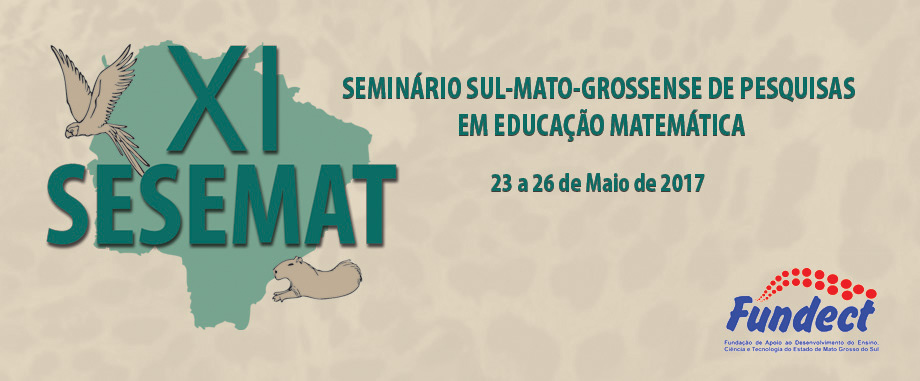 XI
SESEMAT
SEMINÁRIO SUL-MATO-GROSSENSE DE PESQUISAS
EM EDUCAÇÃO MATEMÁTICA
23 a 26 de Maio de 2017
Fundect
Fundação de Apoio ao Desenvolvimento do Ensino,
Ciência e Tecnologia do Estado de Mato Grosso do Sul